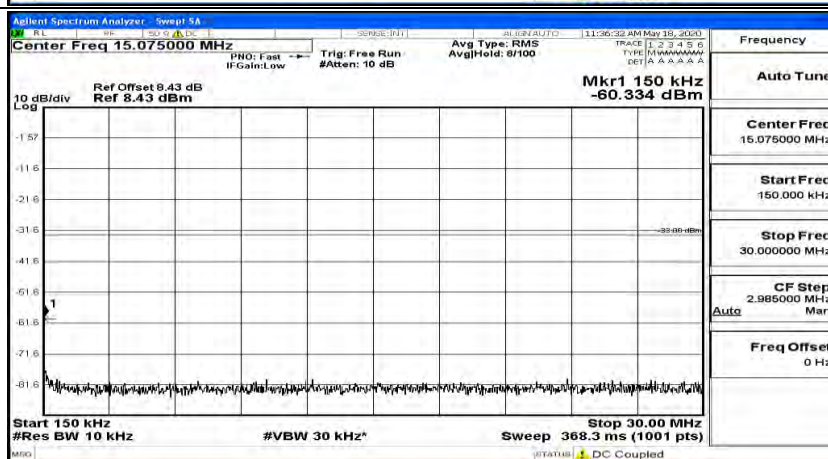 Agilent Spectrum Analyzer - Swept SA
RL RF 50 Ω DC SENSE:INT ALIGN AUTO 11:36:32 AM May 18, 2020
Center Freq 15.075000 MHz
PNO: Fast
IFGain:Low
Trig: Free Run
#Atten: 10 dB
Avg Type: RMS
Avg|Hold: 8/100
TRACE 1 2 3 4 5 6
TYPE MWWWWW
DET A A A A A A
Ref Offset 8.43 dB
10 dB/div Ref 8.43 dBm
Log
Mkr1 150 kHz
-60.334 dBm
-1.57
-11.6
-21.6
-31.6
-33.00 dBm
-41.6
-51.6
1
-61.6
-71.6
-81.6
Start 150 kHz Stop 30.00 MHz
#Res BW 10 kHz #VBW 30 kHz* Sweep 368.3 ms (1001 pts)
MSG STATUS DC Coupled
Frequency
Auto Tune
Center Freq
15.075000 MHz
Start Freq
150.000 kHz
Stop Freq
30.000000 MHz
CF Step
2.985000 MHz
Auto Man
Freq Offset
0 Hz